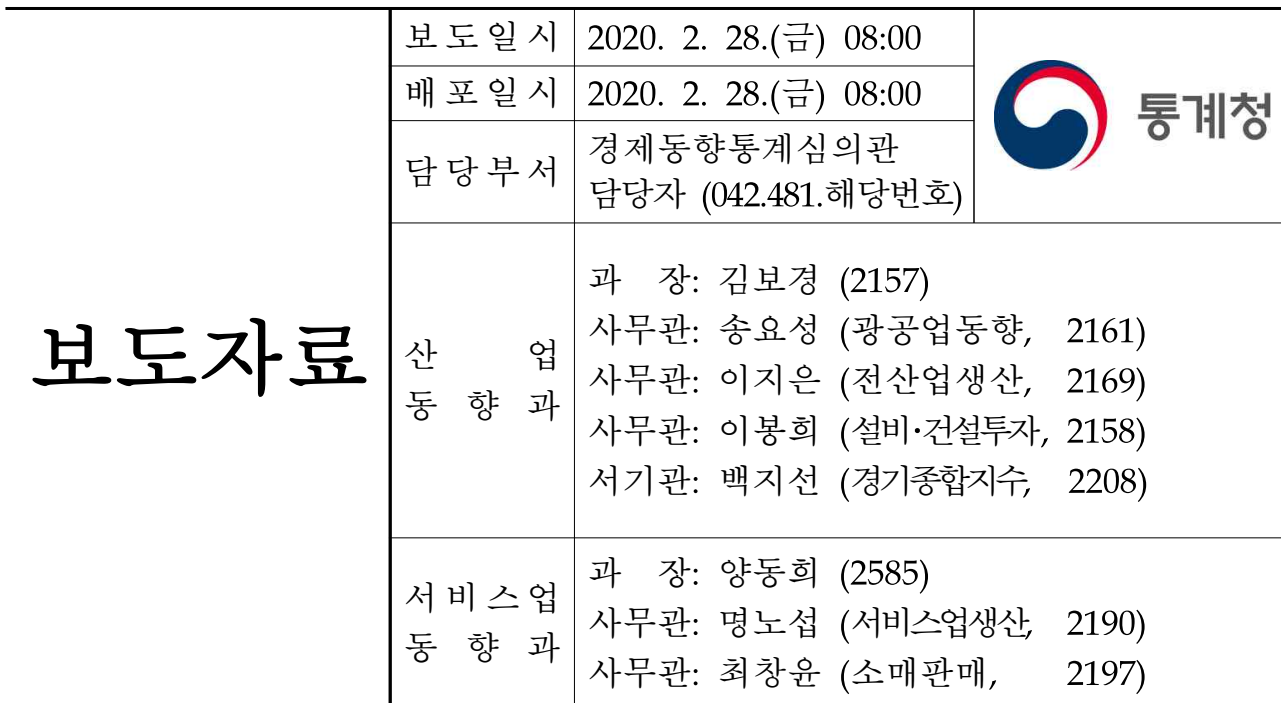 보도자료
보도일시 2020. 2. 28.(금) 08:00
배포일시 2020. 2. 28.(금) 08:00
담당부서 경제동향통계심의관
담당자 (042.481.해당번호)
통계청
산업
동향과
과 장: 김보경 (2157)
사무관: 송요성 (광공업동향, 2161)
사무관: 이지은 (전산업생산, 2169)
사무관: 이봉희 (설비·건설투자, 2158)
서기관: 백지선 (경기종합지수, 2208)
서비스업
동향과
과 장: 양동희 (2585)
사무관: 명노섭 (서비스업생산, 2190)
사무관: 최창윤 (소매판매, 2197)